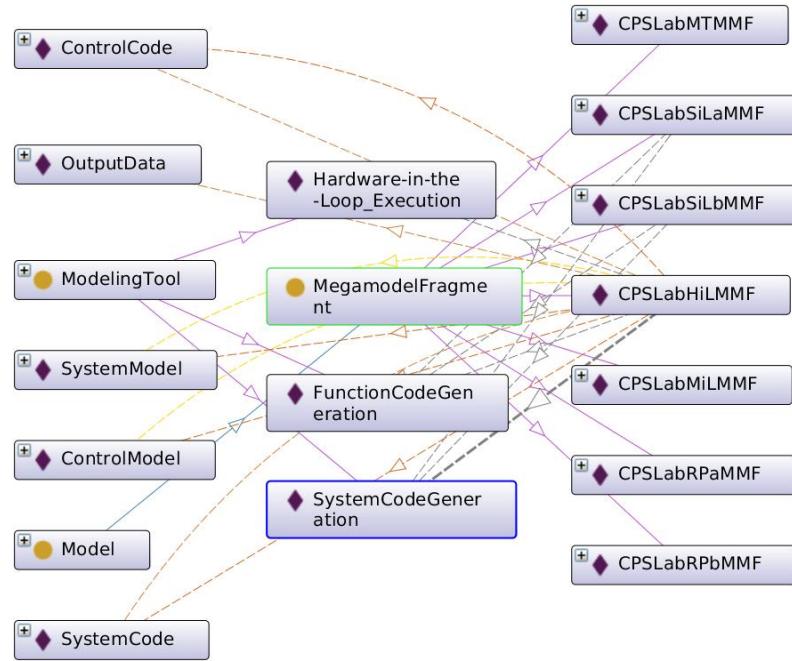 ControlCode
OutputData
ModelingTool
SystemModel
ControlModel
Model
SystemCode
Hardware-in-the
-Loop_Execution
MegamodelFragme
nt
FunctionCodeGen
eration
SystemCodeGener
ation
CPSLabMTMMF
CPSLabSiLaMMF
CPSLabSiLbMMF
CPSLabHiLMMF
CPSLabMiLMMF
CPSLabRPaMMF
CPSLabRPbMMF